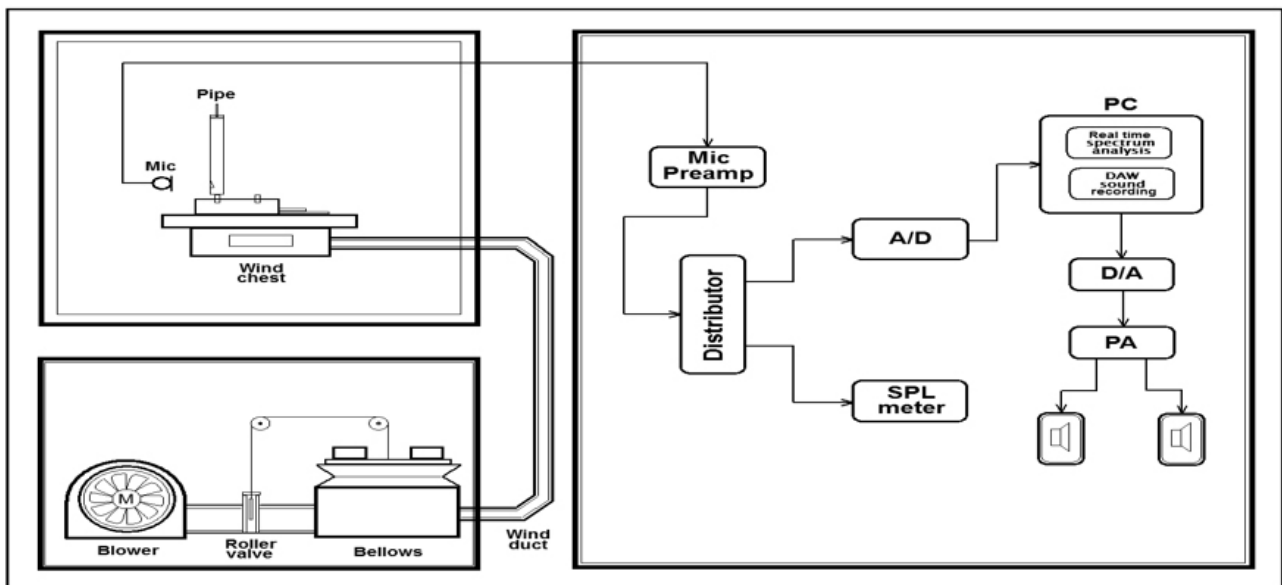 Pipe
Mic
Wind
chest
Mic
Preamp
Distributor
A/D
SPL
meter
PC
Real time
spectrum
analysis
DAW
sound
recording
D/A
PA
M
Blower
Roller
valve
Bellows
Wind
duct